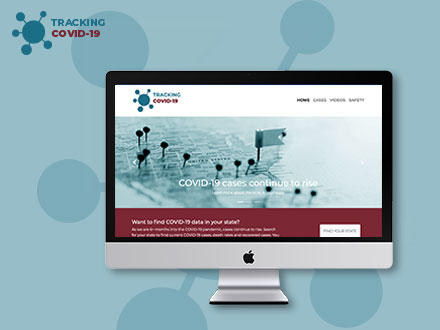 TRACKING
COVID-19
TRACKING
COVID-19
HOME CASES VIDEOS SAFETY
UNITED STATES
COVID-19 cases continue to rise
Want to find COVID-19 data in your state?
As we are 6+ months into the COVID-19 pandemic, cases continue to rise. Search
for your state to find current COVID-19 cases, death rates and recovered cases. You
FIND YOUR STATE